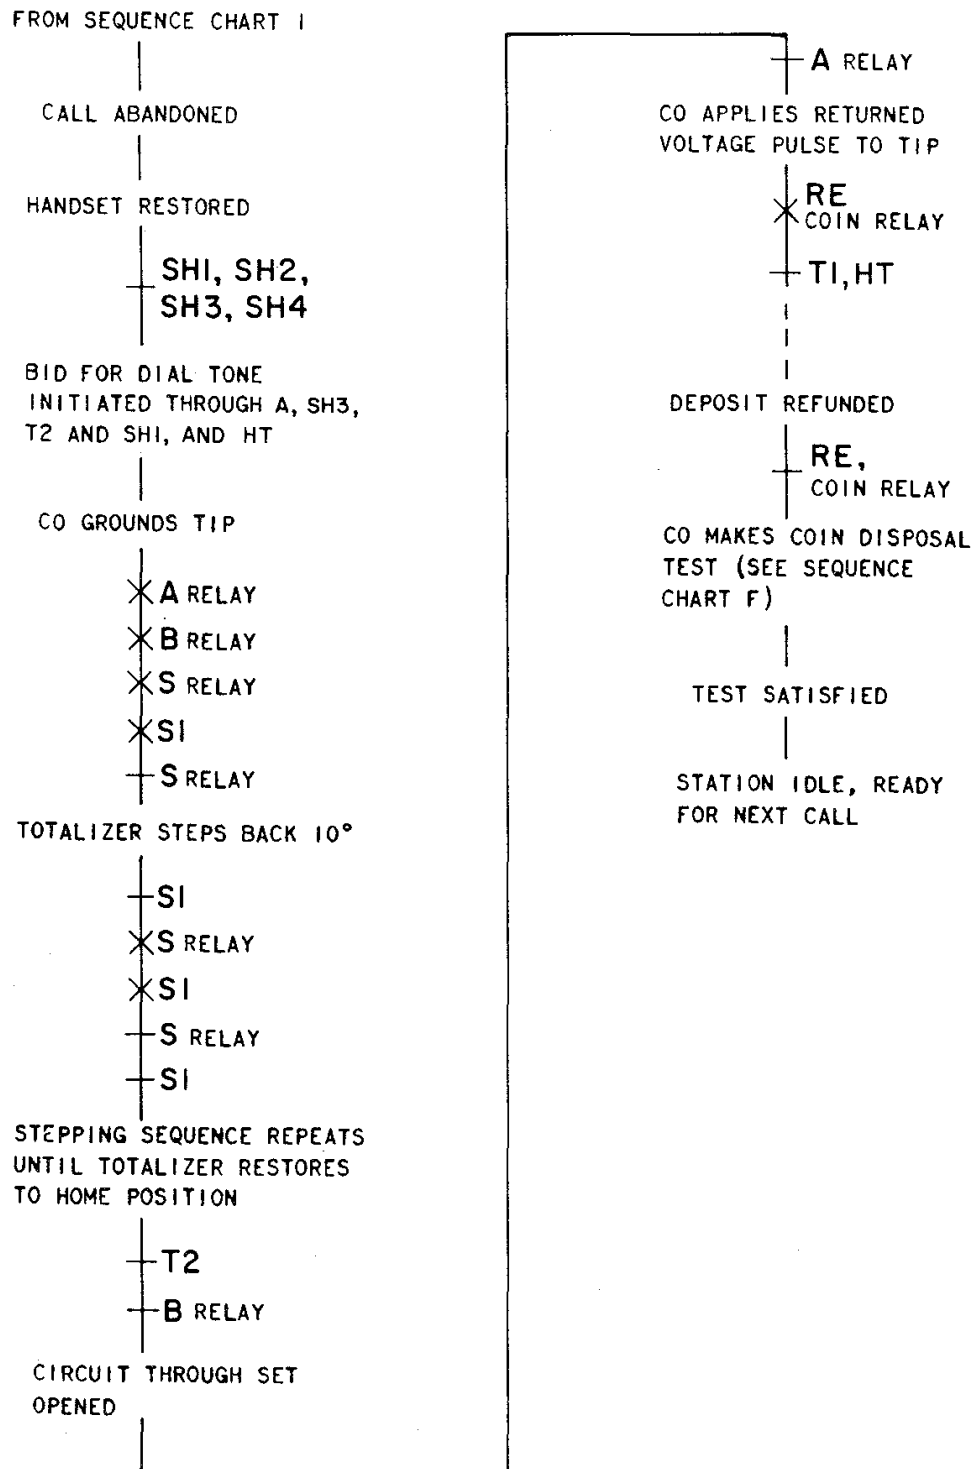 FROM SEQUENCE CHART 1
CALL ABANDONED
HANDSET RESTORED
SH1, SH2,
SH3, SH4
BID FOR DIAL TONE
INITIATED THROUGH A, SH3,
T2 AND SH1, AND HT
CO GROUNDS TIP
A RELAY
B RELAY
S RELAY
S1
S RELAY
TOTALIZER STEPS BACK 10°
S1
S RELAY
S1
S RELAY
S1
STEPPING SEQUENCE REPEATS
UNTIL TOTALIZER RESTORES
TO HOME POSITION
T2
B RELAY
CIRCUIT THROUGH SET
OPENED
A RELAY
CO APPLIES RETURNED
VOLTAGE PULSE TO TIP
RE
COIN RELAY
T1, HT
DEPOSIT REFUNDED
RE,
COIN RELAY
CO MAKES COIN DISPOSAL
TEST (SEE SEQUENCE
CHART F)
TEST SATISFIED
STATION IDLE, READY
FOR NEXT CALL